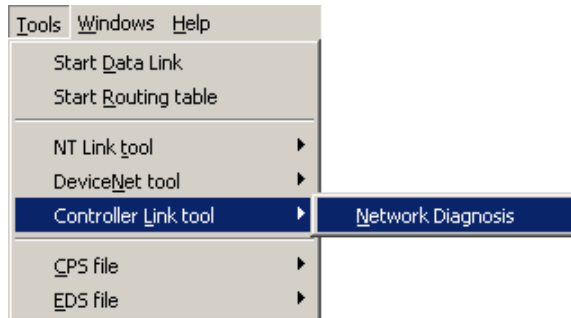 Tools Windows Help
Start Data Link
Start Routing table
NT Link tool
DeviceNet tool
Controller Link tool Network Diagnosis
CPS file
EDS file